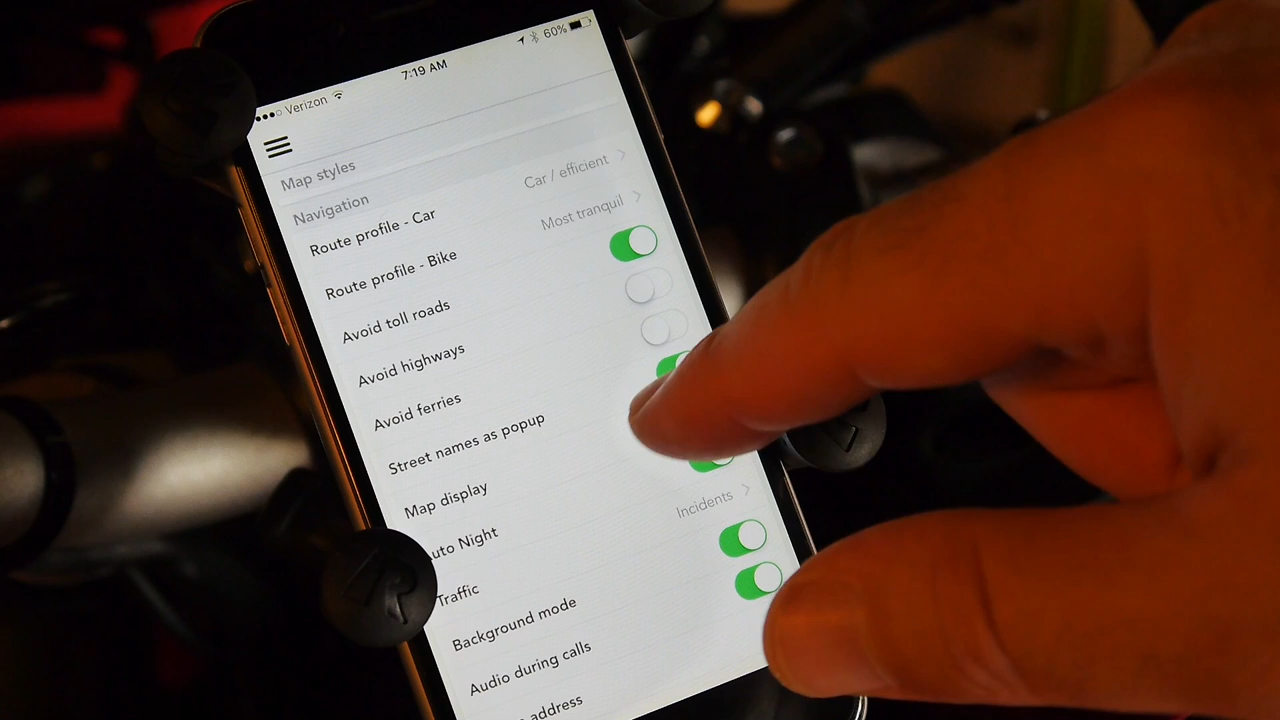 ●●●○ Verizon 7:19 AM 60%
Map styles
Navigation
Route profile - Car Car / efficient
Route profile - Bike Most tranquil
Avoid toll roads
Avoid highways
Avoid ferries
Street names as popup
Map display
uto Night
Traffic Incidents
Background mode
Audio during calls
address